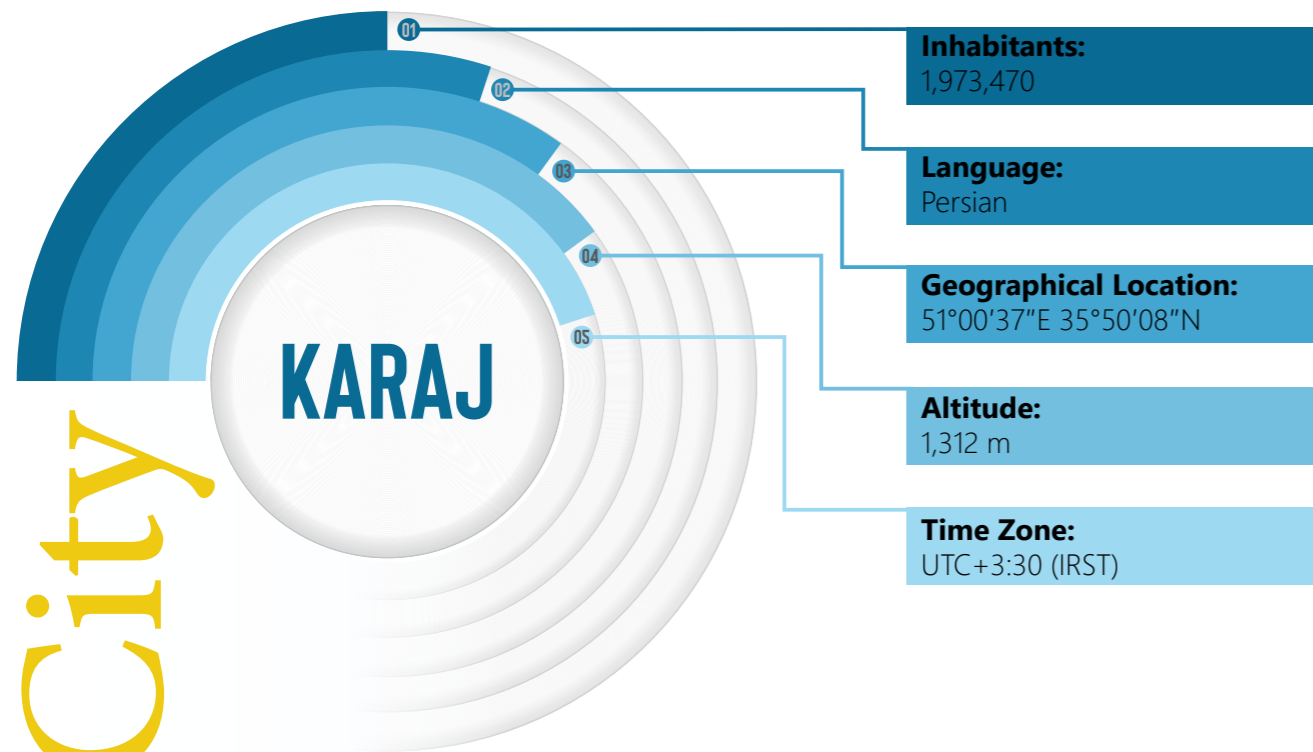 01
Inhabitants:
1,973,470
02
Language:
Persian
03
Geographical Location:
51°00'37"E 35°50'08"N
04
Altitude:
1,312 m
05
Time Zone:
UTC+3:30 (IRST)
KARAJ
City